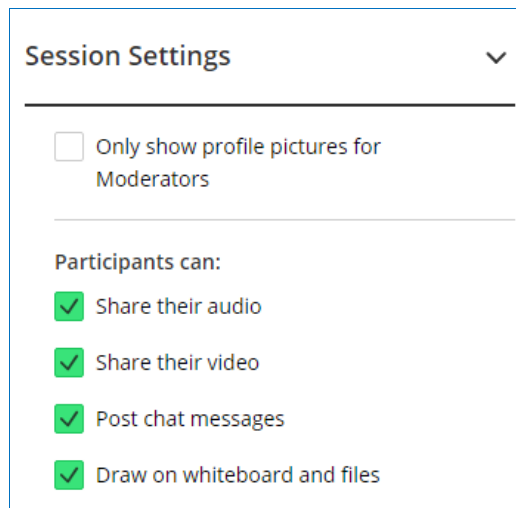 Session Settings
Only show profile pictures for
Moderators
Participants can:
Share their audio
Share their video
Post chat messages
Draw on whiteboard and files